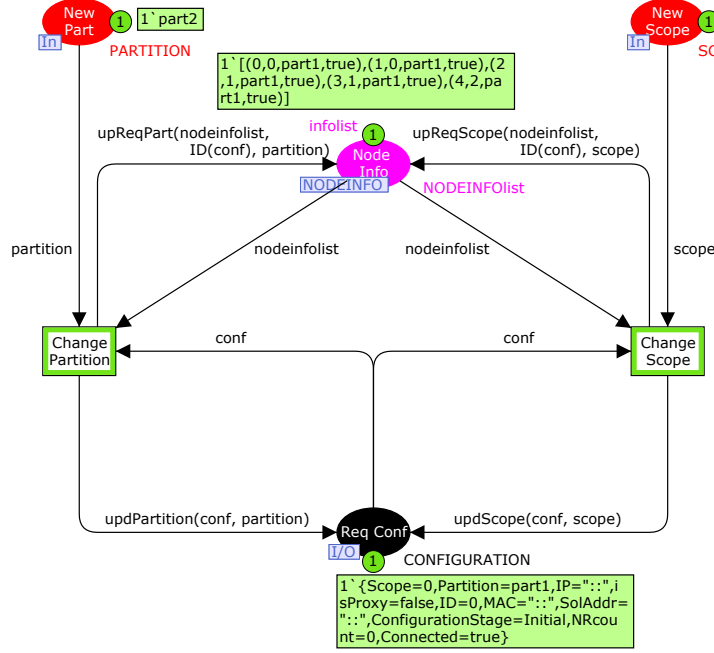 New
Part
1
1`part2
In
PARTITION
New
Scope
1
In
1`[(0,0,part1,true),(1,0,part1,true),(2
,1,part1,true),(3,1,part1,true),(4,2,pa
rt1,true)]
infolist
1
upReqPart(nodeinfolist,
ID(conf), partition)
upReqScope(nodeinfolist,
ID(conf), scope)
Node
Info
NODEINFO
NODEINFOlist
partition
nodeinfolist
nodeinfolist
scope
Change
Partition
conf
conf
Change
Scope
updPartition(conf, partition)
updScope(conf, scope)
Req Conf
I/O
1
CONFIGURATION
1`{Scope=0,Partition=part1,IP="::",i
sProxy=false,ID=0,MAC="::",SolAddr=
"::",ConfigurationStage=Initial,NRcou
nt=0,Connected=true}